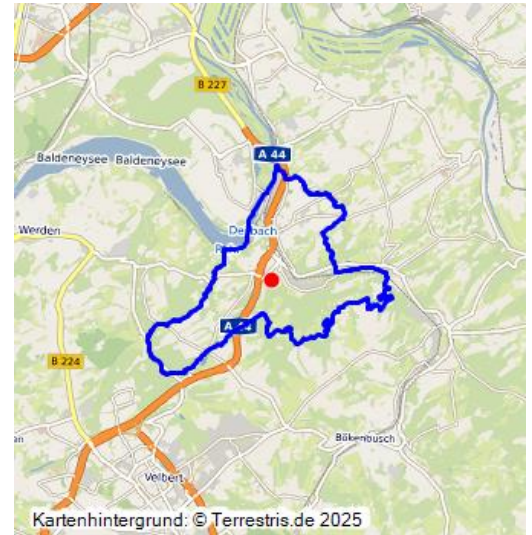 B 227
A 44
Baldeneysee Baldeneysee
Werden
B 224
Bökenbusch
Velbert
Kartenhintergrund: © Terrestris.de 2025